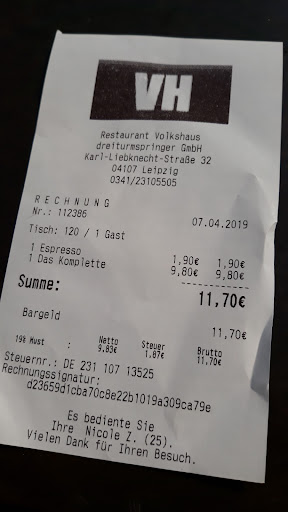 VH
Restaurant Volkshaus
dreiturmspringer GmbH
Karl-Liebknecht-Straße 32
04107 Leipzig
0341/23105505
RECHNUNG
Nr.: 112386 07.04.2019
Tisch: 120 / 1 Gast
1 Espresso 1,90€ 1,90€
1 Das Komplette 9,80€ 9,80€
Summe: 11,70€
Bargeld 11,70€
19% Mwst : Netto Steuer Brutto
9.83€ 1.87€ 11.70€
Steuernr.: DE 231 107 13525
Rechnungssignatur:
d23659d1cba70c8e22b1019a309ca79e
Es bediente Sie
Ihre Nicole Z. (25).
Vielen Dank für Ihren Besuch.